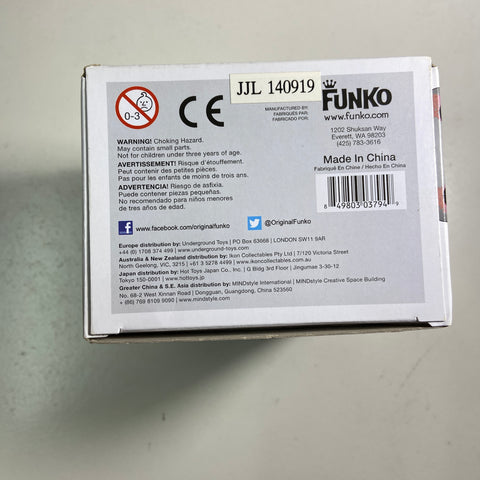 JJL 140919
0-3
CE
MANUFACTURED BY:
FABRIQUÉ PAR:
FABRICADO POR:
FUNKO
www.funko.com
1202 Shuksan Way
Everett, WA 98203
(425) 783-3616
WARNING! Choking Hazard.
May contain small parts.
Not for children under three years of age.
AVERTISSEMENT! Risque d'étouffement.
Peut contenir des petites pièces.
Pas pour les enfants de moins de trois ans.
ADVERTENCIA! Riesgo de asfixia.
Puede contener piezas pequeñas.
No recomendado para niños menores
de tres años de edad.
Made In China
Fabriqué En Chine / Hecho En China
8 49803 03794 9
facebook.com/OriginalFunko
@OriginalFunko
Europe distribution by: Underground Toys | PO Box 63668 | LONDON SW11 9AR
+44 (0) 1708 374 499 | www.underground-toys.com
Australia & New Zealand distribution by: Ikon Collectables Pty Ltd | 7/120 Victoria Street
North Geelong, VIC, 3215 | +61 3 5278 4499 | www.ikoncollectables.com
Japan distribution by: Hot Toys Japan Co., Inc. | G Bldg 3rd Floor | Jingumae 3-30-12
Tokyo 150-0001 | www.hottoys.jp
Greater China & S.E. Asia distribution by: MINDstyle International | MINDstyle Creative Space Building
No. 68-2 West Xinnan Road | Dongguan, Guangdong, China 523560
+ (86) 769 8109 9090 | www.mindstyle.com